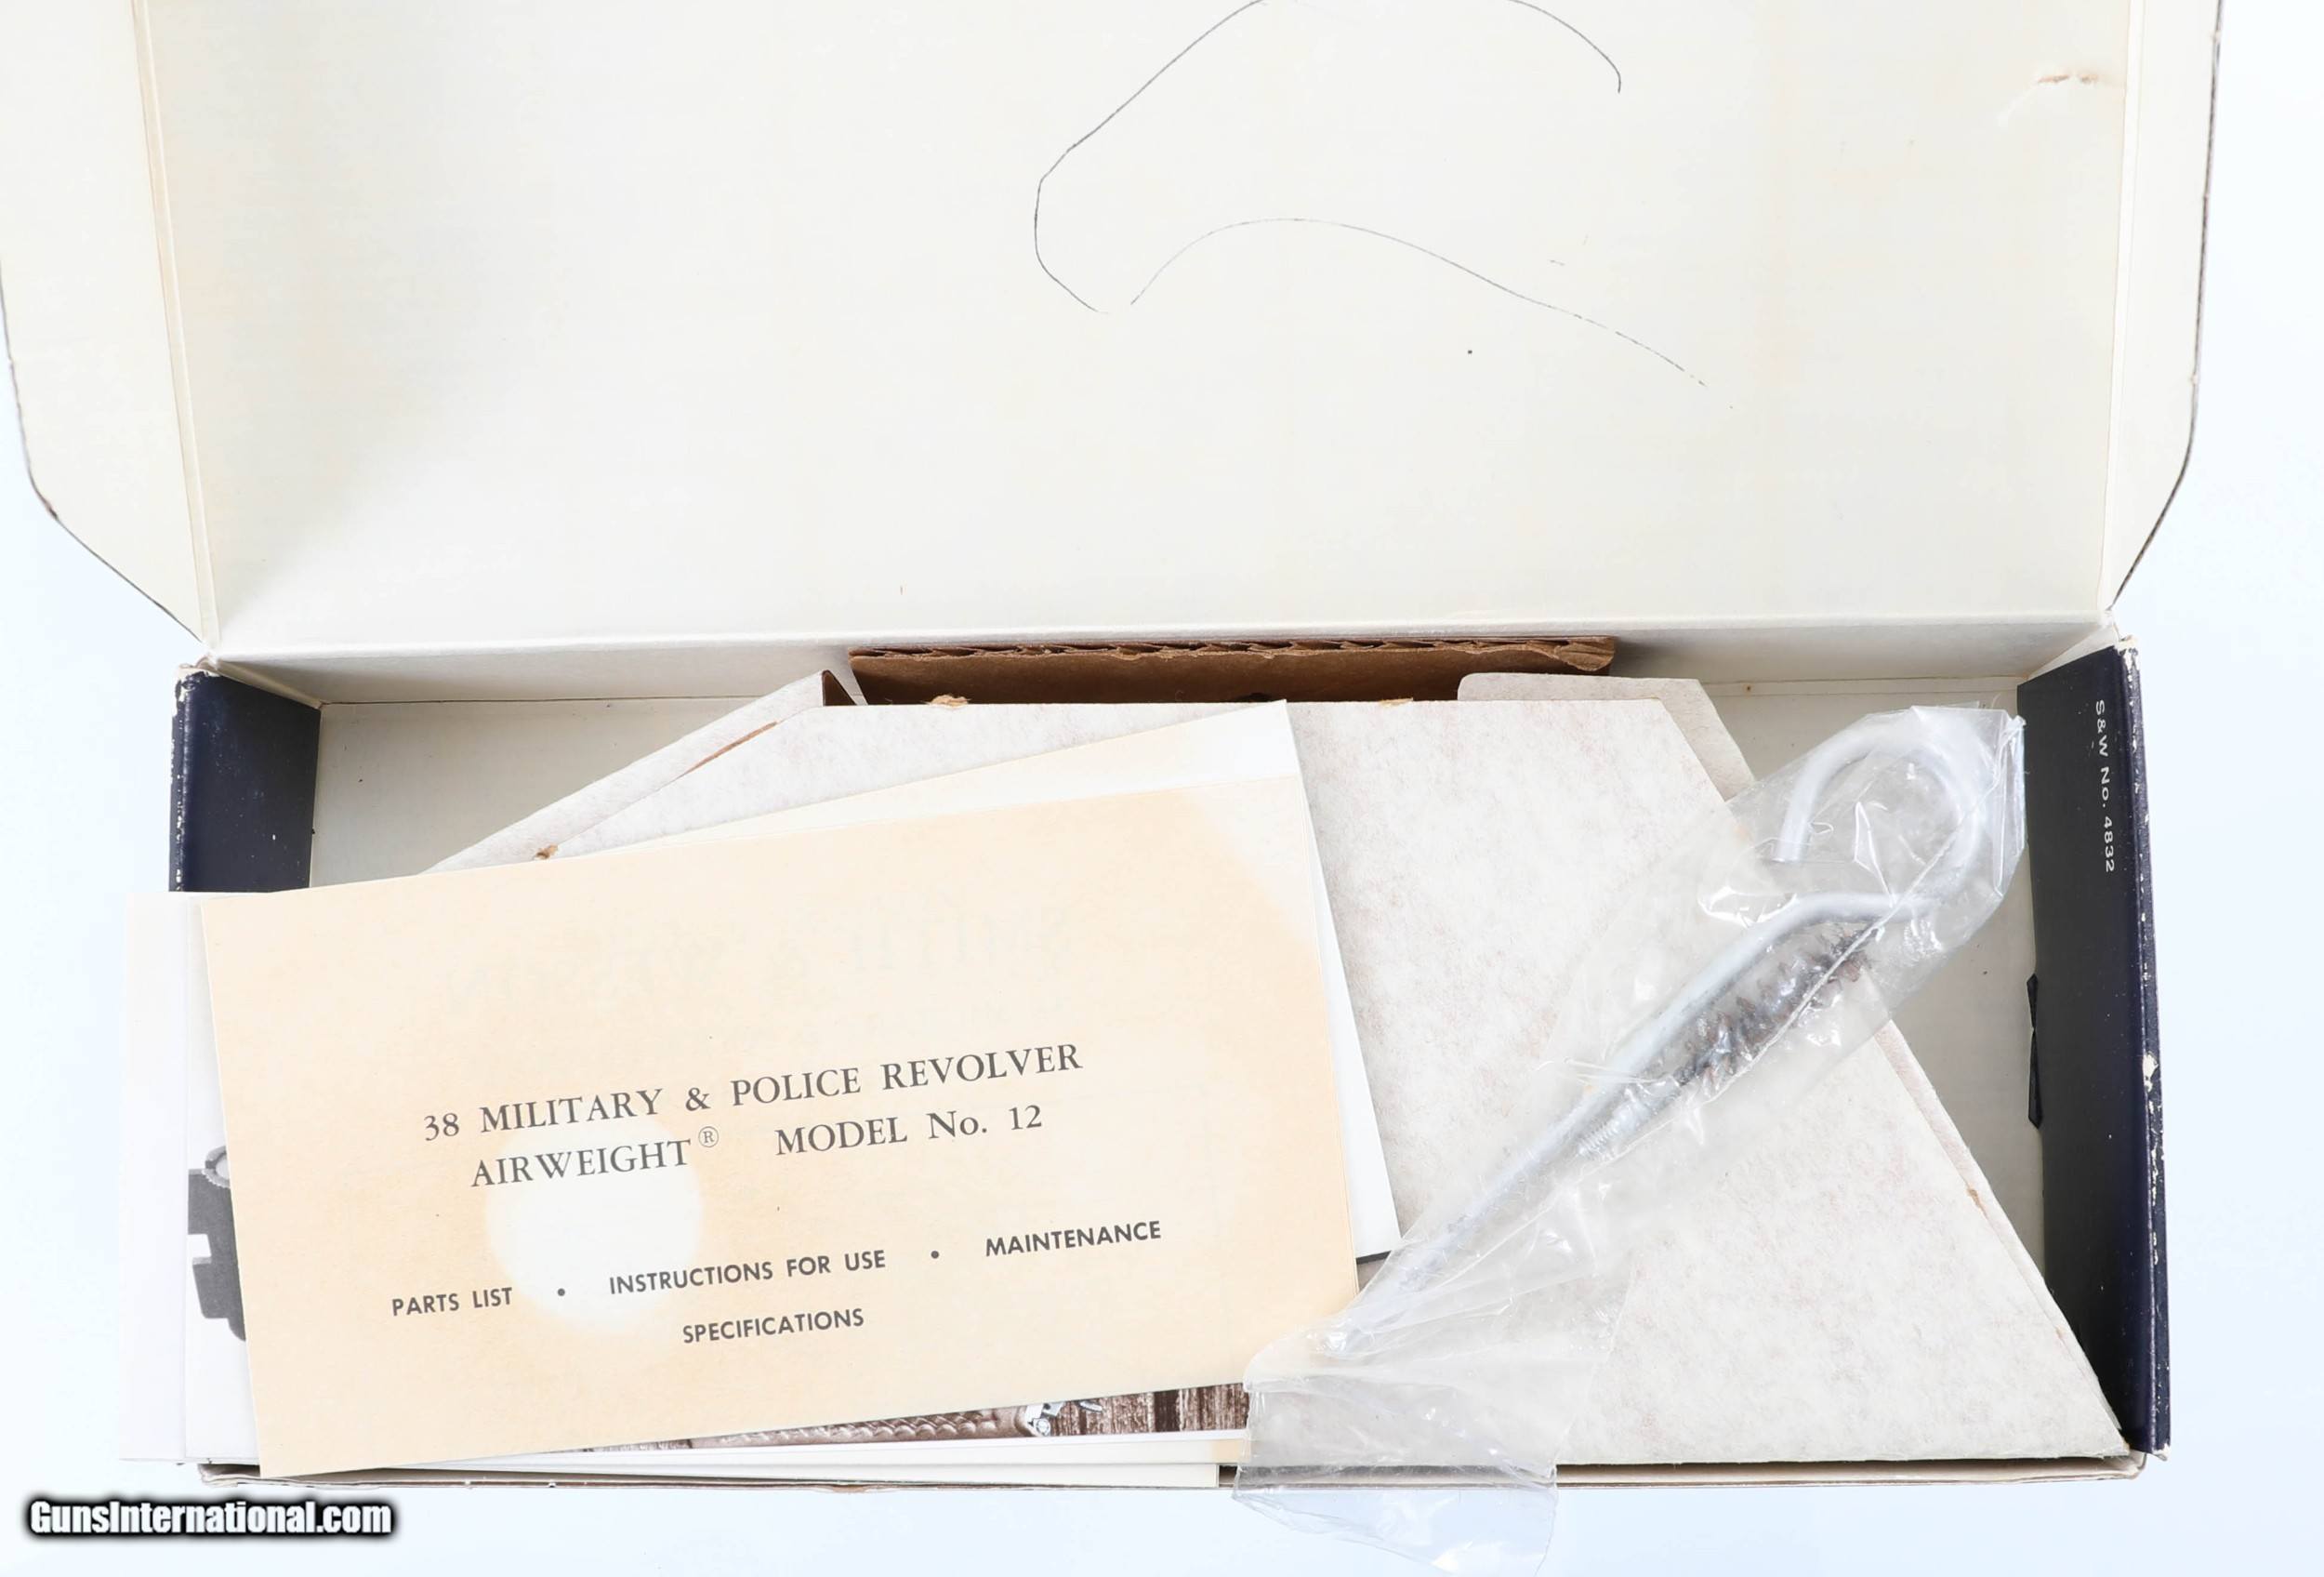 S&W No. 4832
38 MILITARY & POLICE REVOLVER
AIRWEIGHT® MODEL No. 12
PARTS LIST • INSTRUCTIONS FOR USE • MAINTENANCE
SPECIFICATIONS
GunsInternational.com